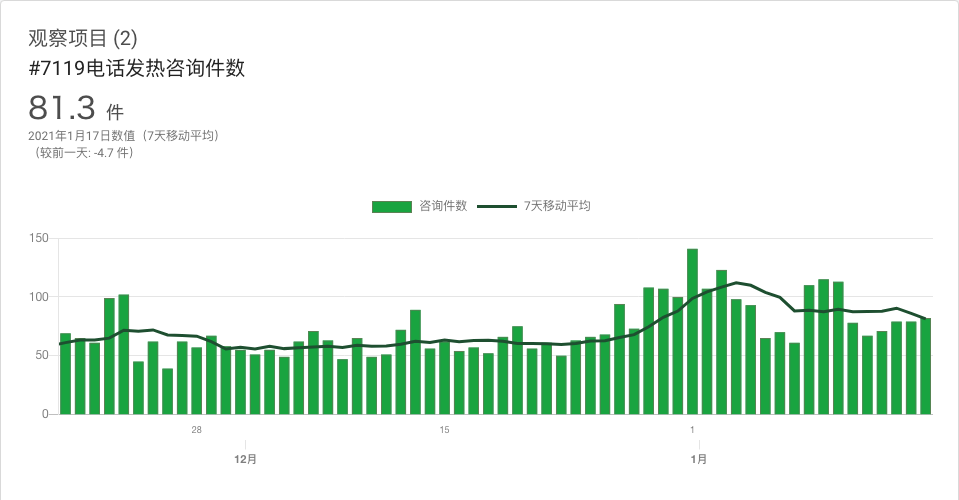 观察项目 (2)
#7119电话发热咨询件数
81.3 件
2021年1月17日数值（7天移动平均）
（较前一天: -4.7 件）
咨询件数 7天移动平均
150
100
50
0
28 15 1
12月 1月